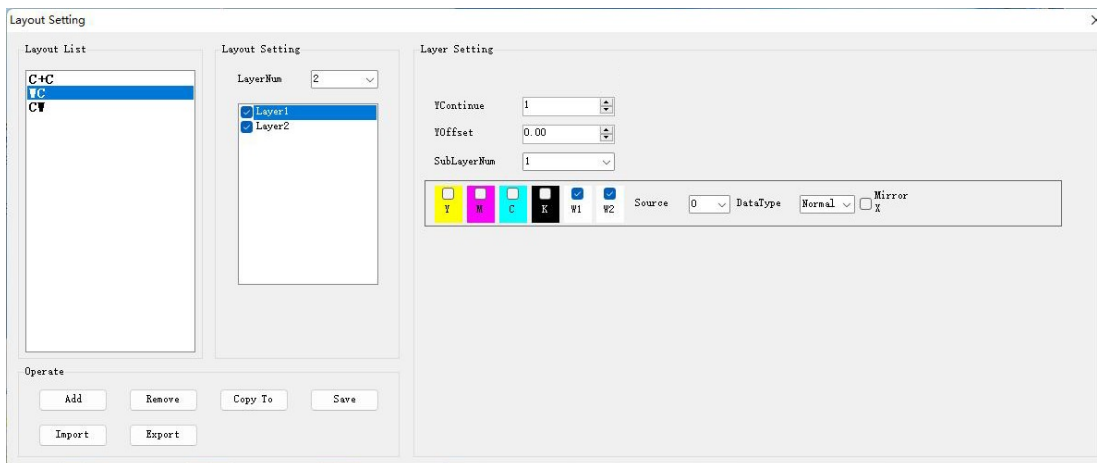 Layout Setting
Layout List
C+C
WC
CW
Layout Setting
LayerNum 2
Layer1
Layer2
Layer Setting
YContinue 1
YOffset 0.00
SubLayerNum 1
Y M C K W1 W2 Source 0 DataType Normal Mirror X
Operate
Add Remove Copy To Save
Import Export